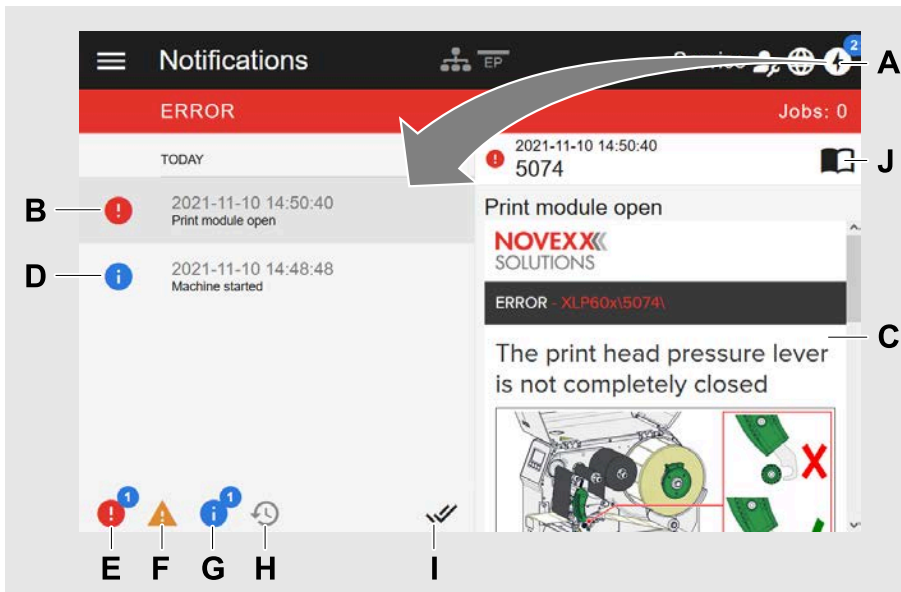 Notifications
EP
2
A
ERROR
Jobs: 0
TODAY
2021-11-10 14:50:40
5074
J
B
2021-11-10 14:50:40
Print module open
Print module open
NOVEXX
SOLUTIONS
D
2021-11-10 14:48:48
Machine started
ERROR - XLP60x\5074\
C
The print head pressure lever
is not completely closed
X
1
1
E
F
G
H
I